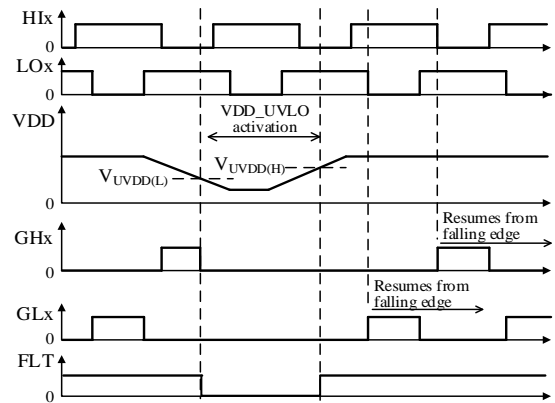 HIx
0
LOx
0
VDD
VDD_UVLO
activation
VUVDD(L)
VUVDD(H)
0
GHx
Resumes from
falling edge
0
Resumes from
falling edge
GLx
0
FLT
0